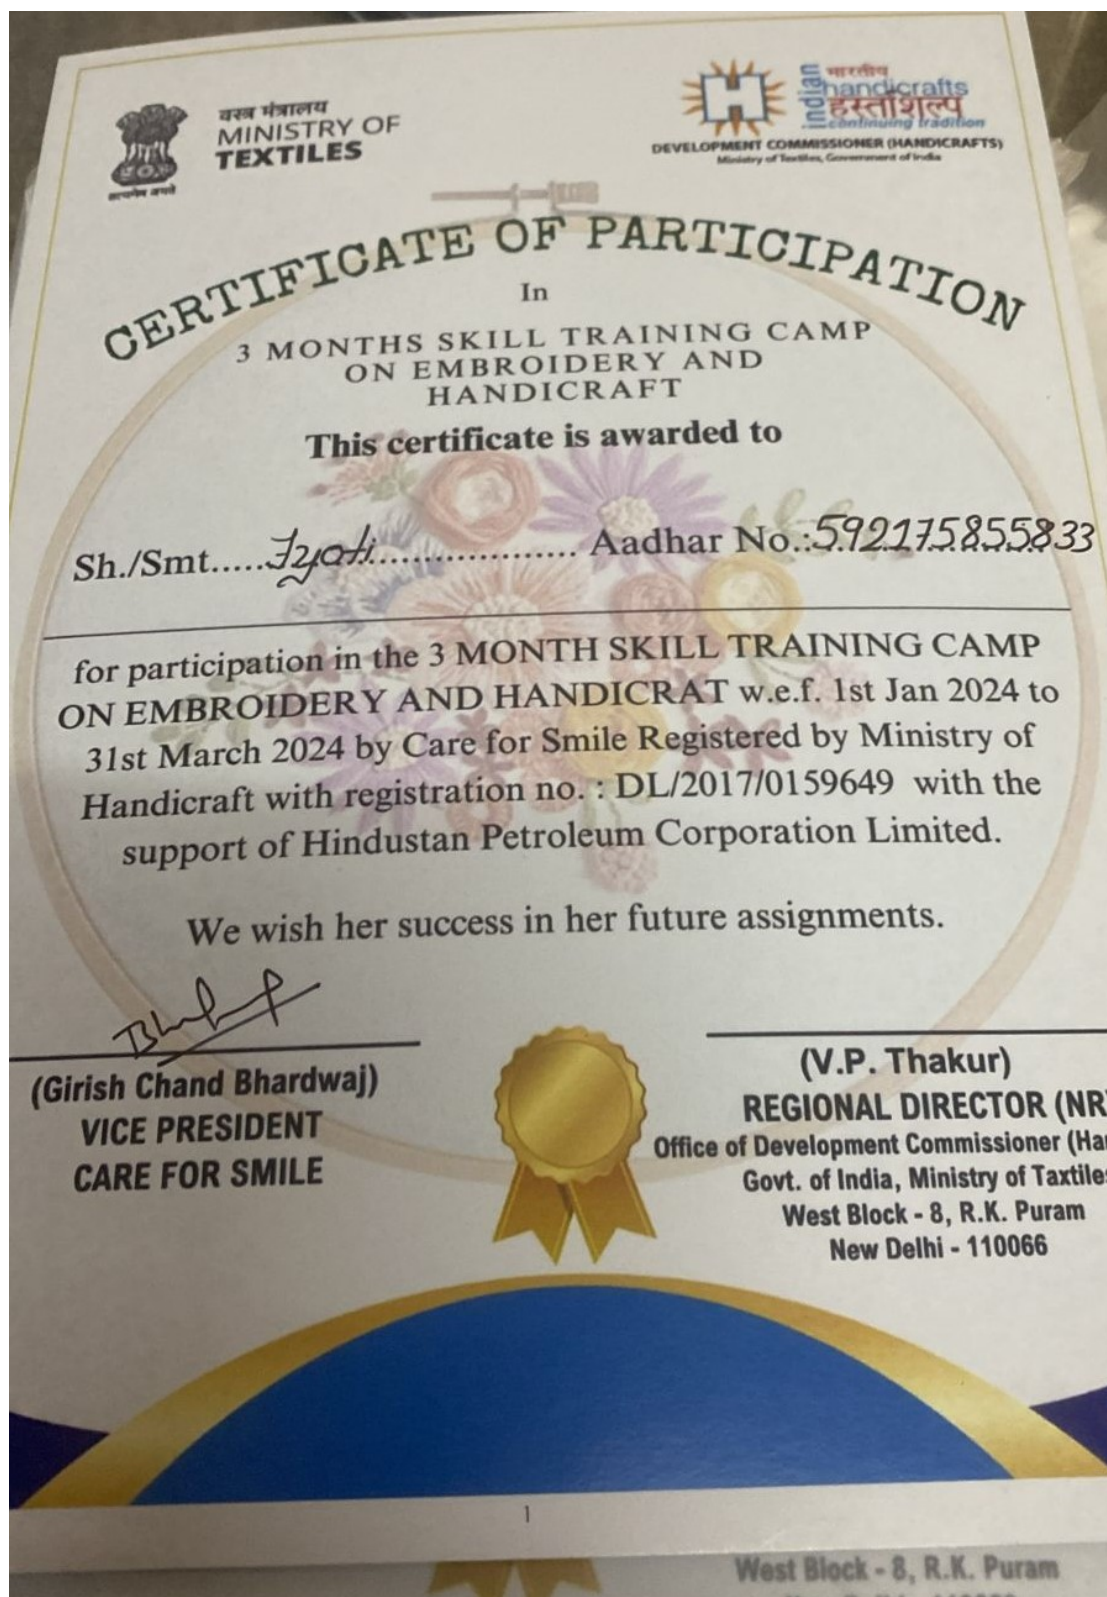 वस्त्र मंत्रालय
MINISTRY OF
TEXTILES
सत्यमेव जयते
indian
भारतीय
handicrafts
हस्तशिल्प
continuing tradition
DEVELOPMENT COMMISSIONER (HANDICRAFTS)
Ministry of Textiles, Government of India
CERTIFICATE OF PARTICIPATION
In
3 MONTHS SKILL TRAINING CAMP
ON EMBROIDERY AND
HANDICRAFT
This certificate is awarded to
Sh./Smt.....Jyoti.................... Aadhar No.:592175855833
for participation in the 3 MONTH SKILL TRAINING CAMP
ON EMBROIDERY AND HANDICRAT w.e.f. 1st Jan 2024 to
31st March 2024 by Care for Smile Registered by Ministry of
Handicraft with registration no. : DL/2017/0159649 with the
support of Hindustan Petroleum Corporation Limited.
We wish her success in her future assignments.
(Girish Chand Bhardwaj)
VICE PRESIDENT
CARE FOR SMILE
(V.P. Thakur)
REGIONAL DIRECTOR (NR
Office of Development Commissioner (Ha
Govt. of India, Ministry of Taxtile
West Block - 8, R.K. Puram
New Delhi - 110066
1
West Block - 8, R.K. Puram